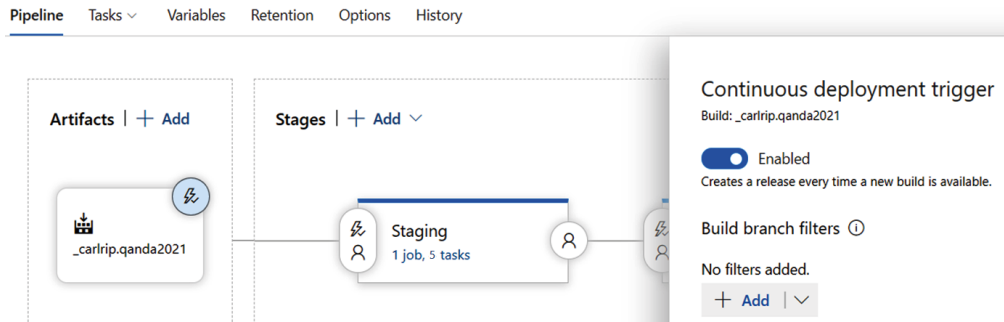 Pipeline Tasks Variables Retention Options History
Artifacts | + Add
Stages | + Add
_carlrip.qanda2021
Staging
1 job, 5 tasks
Continuous deployment trigger
Build: _carlrip.qanda2021
Enabled
Creates a release every time a new build is available.
Build branch filters
No filters added.
+ Add